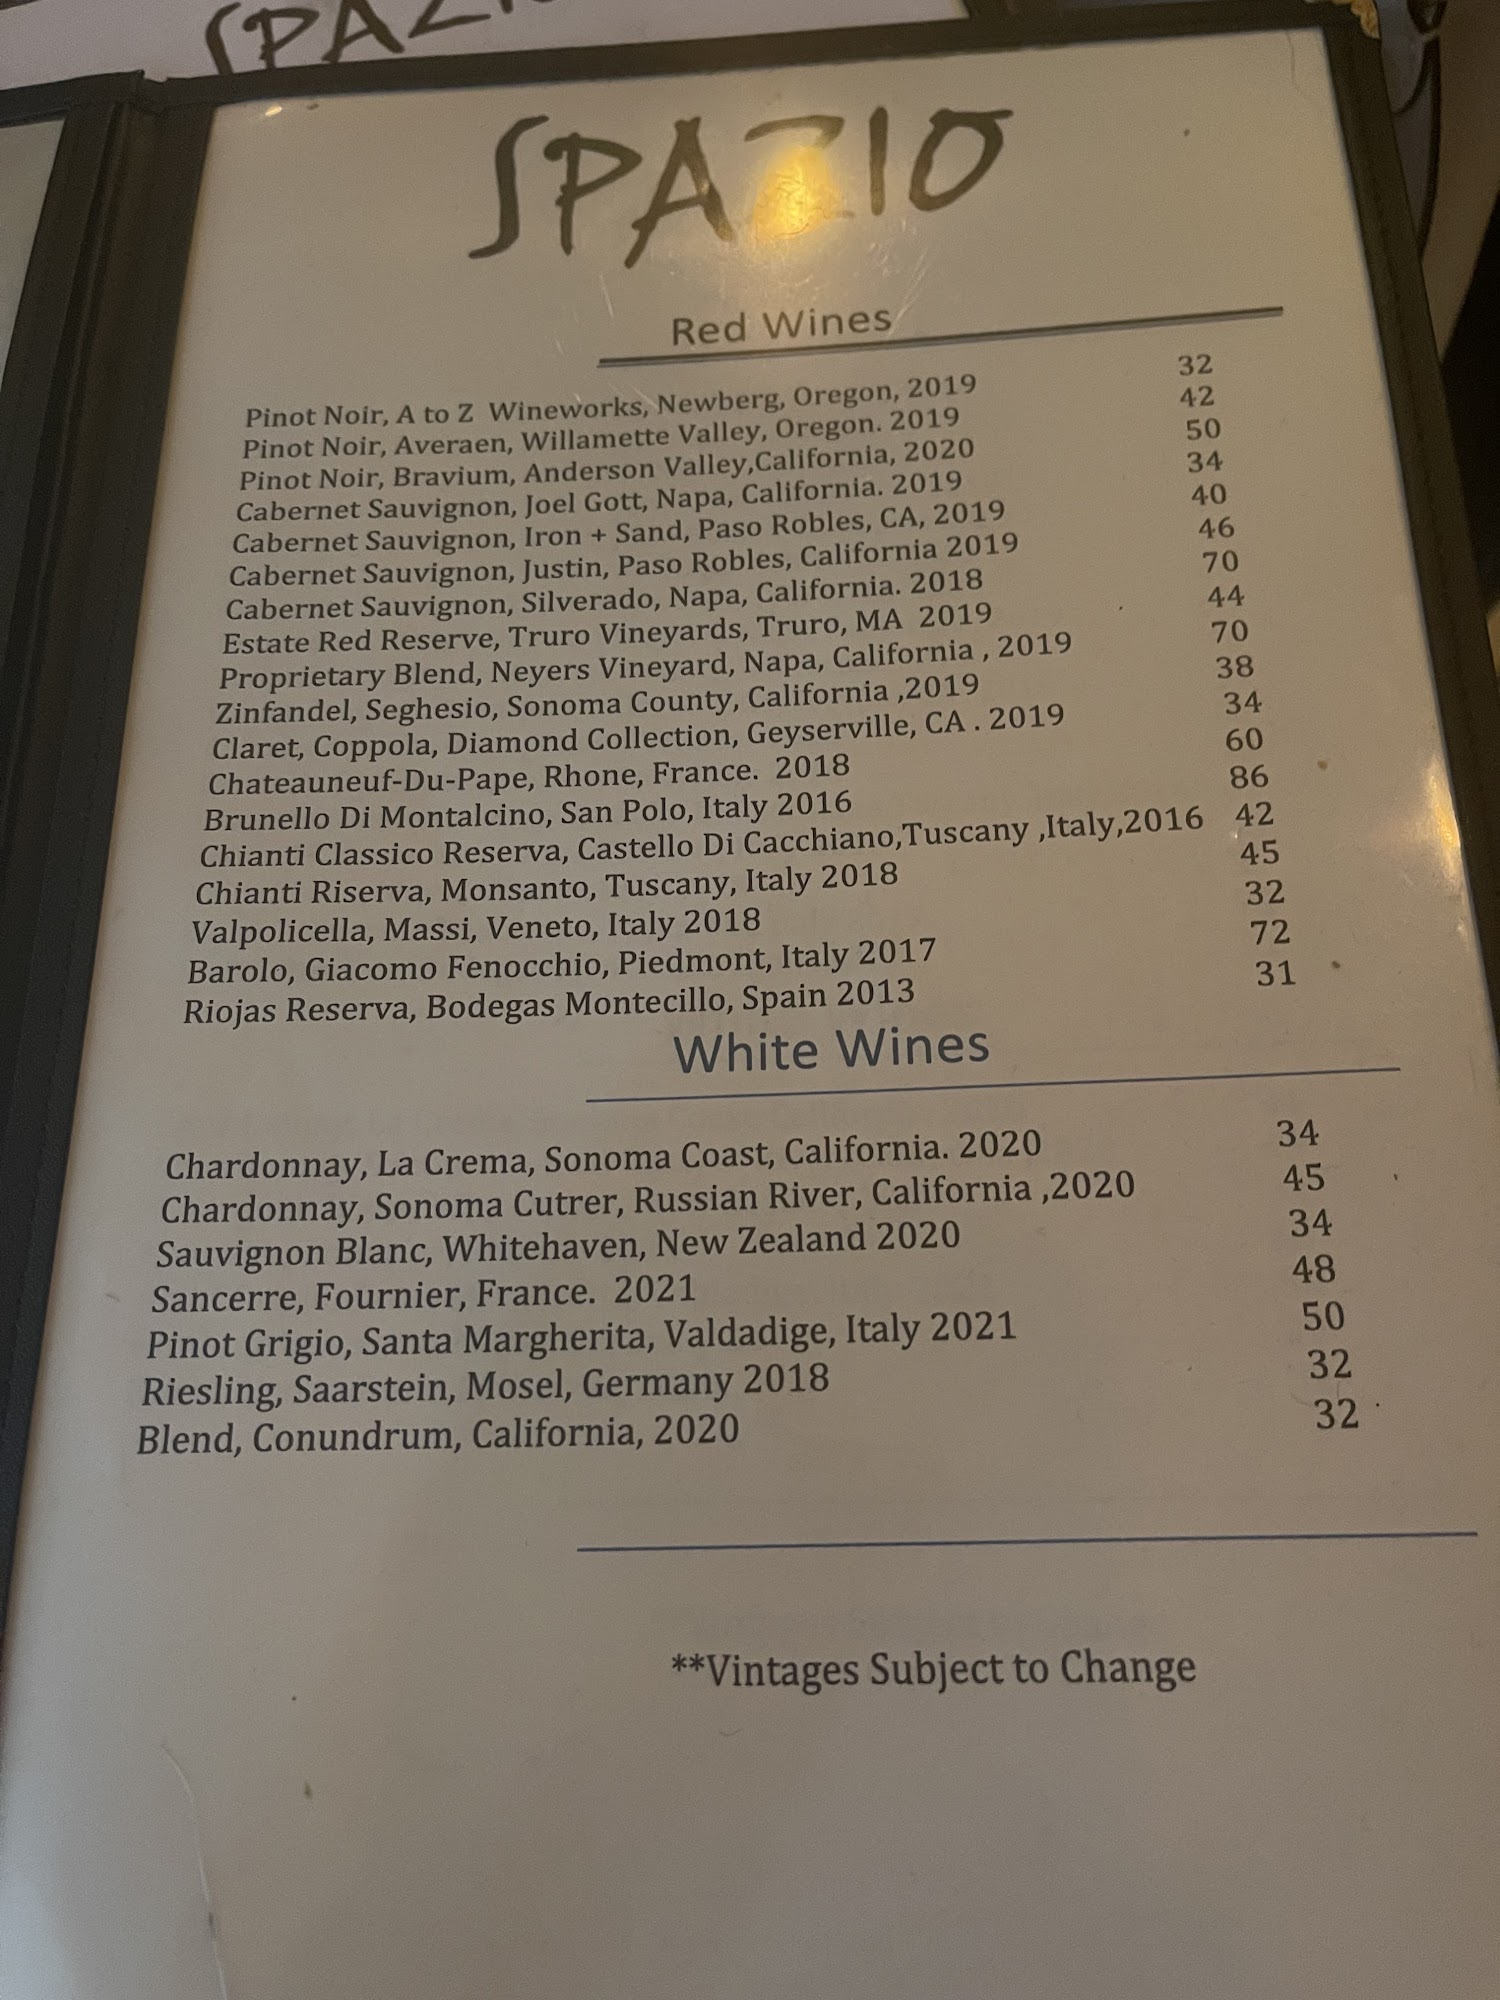 SPAZIO
SPAZIO
Red Wines
Pinot Noir, A to Z Wineworks, Newberg, Oregon, 2019 32
Pinot Noir, Averaen, Willamette Valley, Oregon. 2019 42
Pinot Noir, Bravium, Anderson Valley,California, 2020 50
Cabernet Sauvignon, Joel Gott, Napa, California. 2019 34
Cabernet Sauvignon, Iron + Sand, Paso Robles, CA, 2019 40
Cabernet Sauvignon, Justin, Paso Robles, California 2019 46
Cabernet Sauvignon, Silverado, Napa, California. 2018 70
Estate Red Reserve, Truro Vineyards, Truro, MA 2019 44
Proprietary Blend, Neyers Vineyard, Napa, California , 2019 70
Zinfandel, Seghesio, Sonoma County, California ,2019 38
Claret, Coppola, Diamond Collection, Geyserville, CA . 2019 34
Chateauneuf-Du-Pape, Rhone, France. 2018 60
Brunello Di Montalcino, San Polo, Italy 2016 86
Chianti Classico Reserva, Castello Di Cacchiano,Tuscany ,Italy,2016 42
Chianti Riserva, Monsanto, Tuscany, Italy 2018 45
Valpolicella, Massi, Veneto, Italy 2018 32
Barolo, Giacomo Fenocchio, Piedmont, Italy 2017 72
Riojas Reserva, Bodegas Montecillo, Spain 2013 31
White Wines
Chardonnay, La Crema, Sonoma Coast, California. 2020 34
Chardonnay, Sonoma Cutrer, Russian River, California ,2020 45
Sauvignon Blanc, Whitehaven, New Zealand 2020 34
Sancerre, Fournier, France. 2021 48
Pinot Grigio, Santa Margherita, Valdadige, Italy 2021 50
Riesling, Saarstein, Mosel, Germany 2018 32
Blend, Conundrum, California, 2020 32
**Vintages Subject to Change